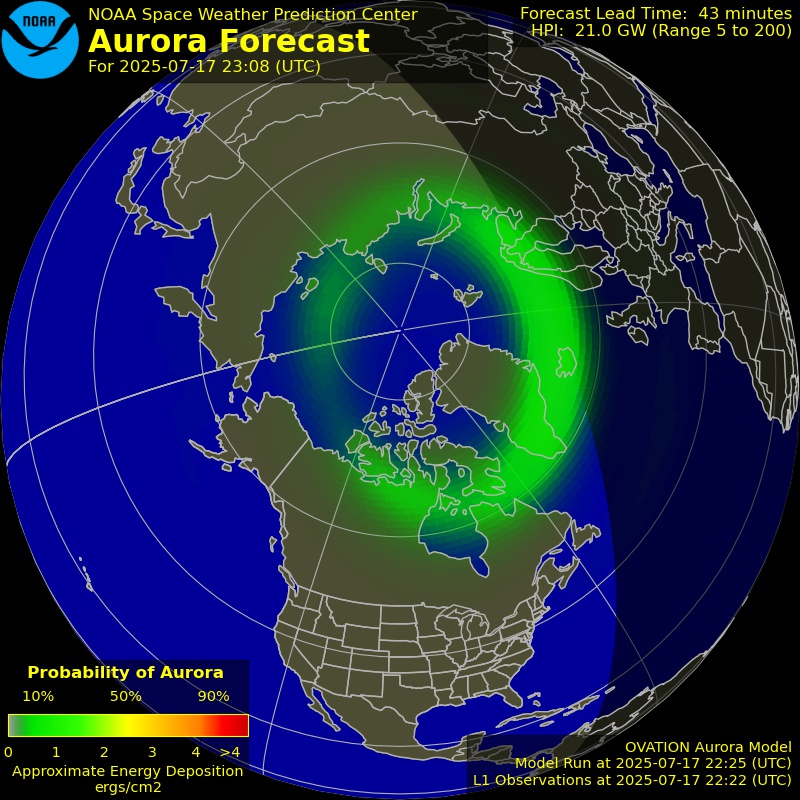 NOAA
NOAA Space Weather Prediction Center
Aurora Forecast
For 2025-07-17 23:08 (UTC)
Forecast Lead Time: 43 minutes
HPI: 21.0 GW (Range 5 to 200)
Probability of Aurora
10% 50% 90%
0 1 2 3 4 >4
Approximate Energy Deposition
ergs/cm2
OVATION Aurora Model
Model Run at 2025-07-17 22:25 (UTC)
L1 Observations at 2025-07-17 22:22 (UTC)